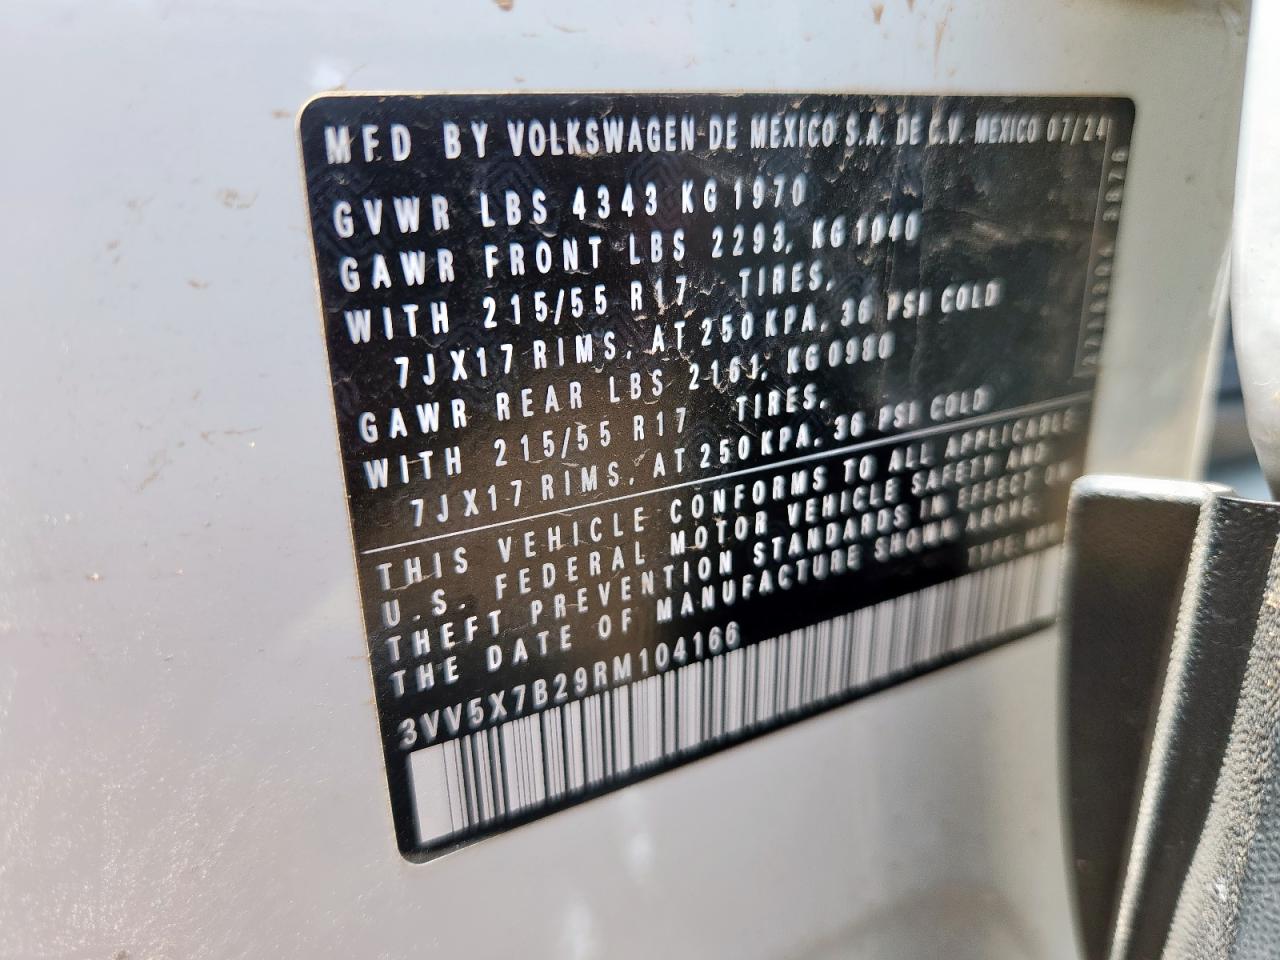 MFD BY VOLKSWAGEN DE MEXICO S.A. DE C.V. MEXICO 07/24
GVWR LBS 4343 KG 1970
GAWR FRONT LBS 2293, KG 1040
WITH 215/55 R17 TIRES,
7JX17 RIMS, AT 250 KPA, 36 PSI COLD
GAWR REAR LBS 2161, KG 0980
WITH 215/55 R17 TIRES,
7JX17 RIMS, AT 250 KPA, 36 PSI COLD
THIS VEHICLE CONFORMS TO ALL APPLICABLE
U.S. FEDERAL MOTOR VEHICLE SAFETY AND
THEFT PREVENTION STANDARDS IN EFFECT ON
THE DATE OF MANUFACTURE SHOWN ABOVE.
3VV5X7B29RM104166 TYPE: